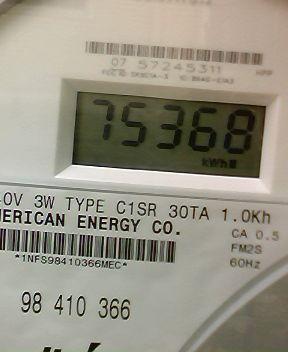 07 57245311 HPP
75368
kWh
0V 3W TYPE C1SR 30TA 1.0Kh
MERICAN ENERGY CO.
CA 0.5
FM2S
60Hz
*1NFS98410366MEC*
98 410 366